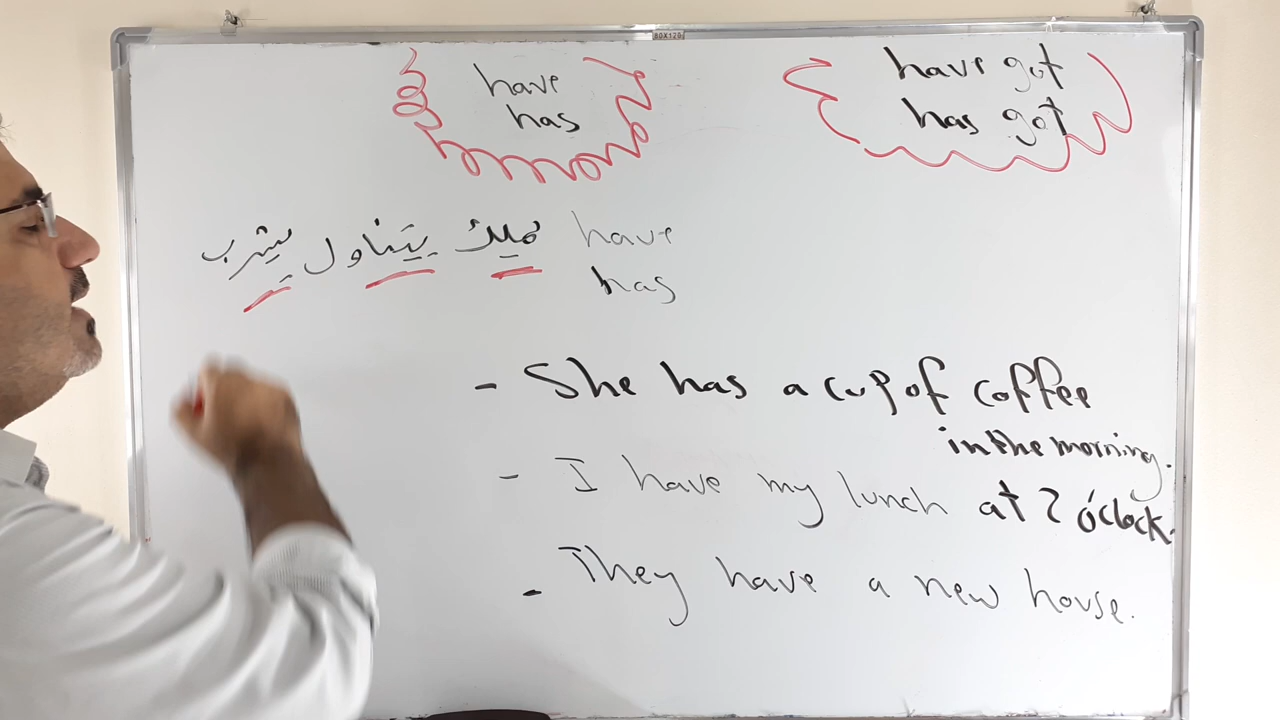 80X120
have
has
have got
has got
have يملك يتناول يشرب
has
- She has a cup of coffee
in the morning.
- I have my lunch at 2 o'clock.
- They have a new house.